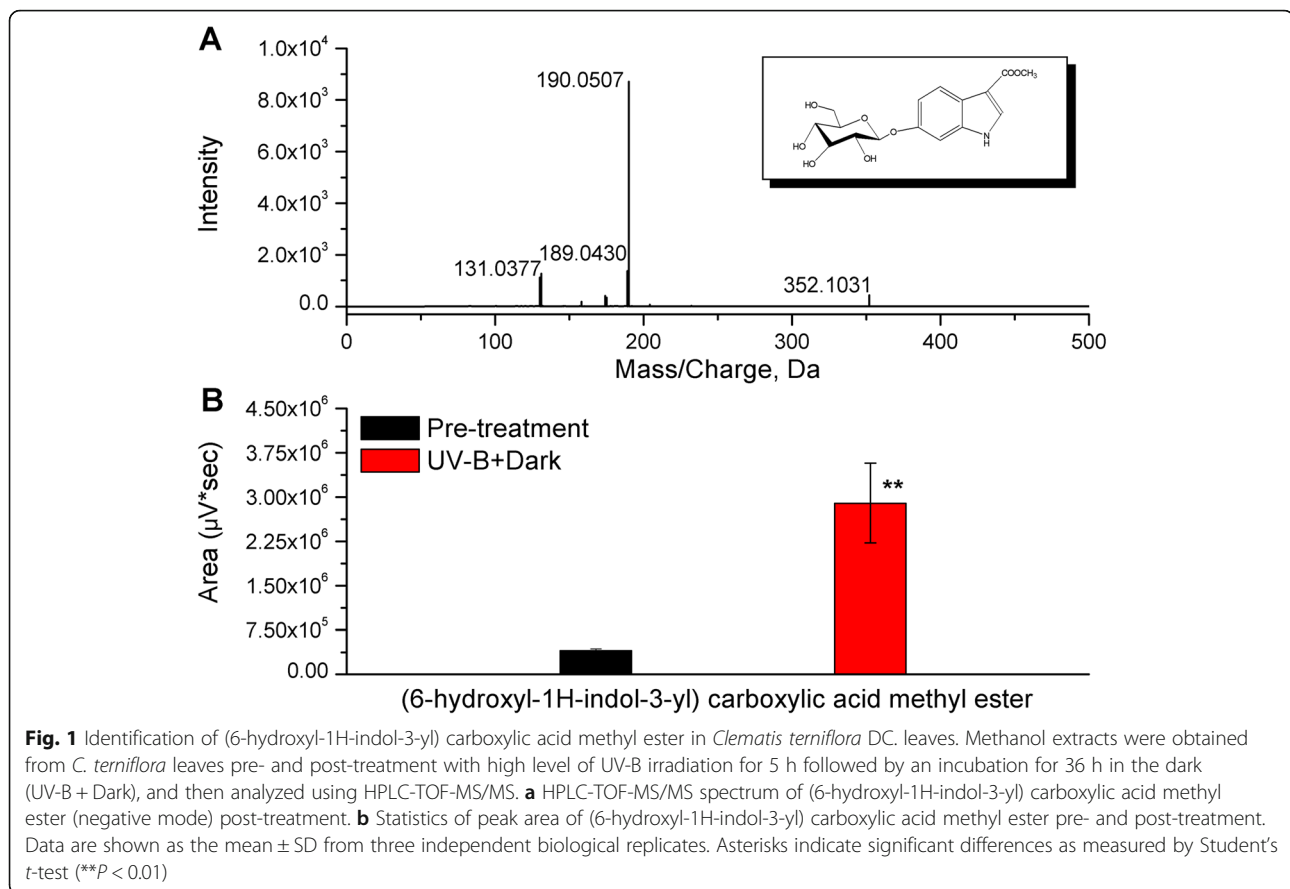 A
1.0x10⁴
8.0x10³
6.0x10³
4.0x10³
2.0x10³
0.0
Intensity
190.0507
189.0430
131.0377
352.1031
COOCH₃
HO
O
HO
HO
OH
O
N
H
0 100 200 300 400 500
Mass/Charge, Da
B
4.50x10⁶
3.75x10⁶
3.00x10⁶
2.25x10⁶
1.50x10⁶
7.50x10⁵
0.00
Area (µV*sec)
Pre-treatment
UV-B+Dark
**
(6-hydroxyl-1H-indol-3-yl) carboxylic acid methyl ester
Fig. 1 Identification of (6-hydroxyl-1H-indol-3-yl) carboxylic acid methyl ester in Clematis terniflora DC. leaves. Methanol extracts were obtained
from C. terniflora leaves pre- and post-treatment with high level of UV-B irradiation for 5 h followed by an incubation for 36 h in the dark
(UV-B + Dark), and then analyzed using HPLC-TOF-MS/MS. a HPLC-TOF-MS/MS spectrum of (6-hydroxyl-1H-indol-3-yl) carboxylic acid methyl
ester (negative mode) post-treatment. b Statistics of peak area of (6-hydroxyl-1H-indol-3-yl) carboxylic acid methyl ester pre- and post-treatment.
Data are shown as the mean ± SD from three independent biological replicates. Asterisks indicate significant differences as measured by Student's
t-test (**P < 0.01)